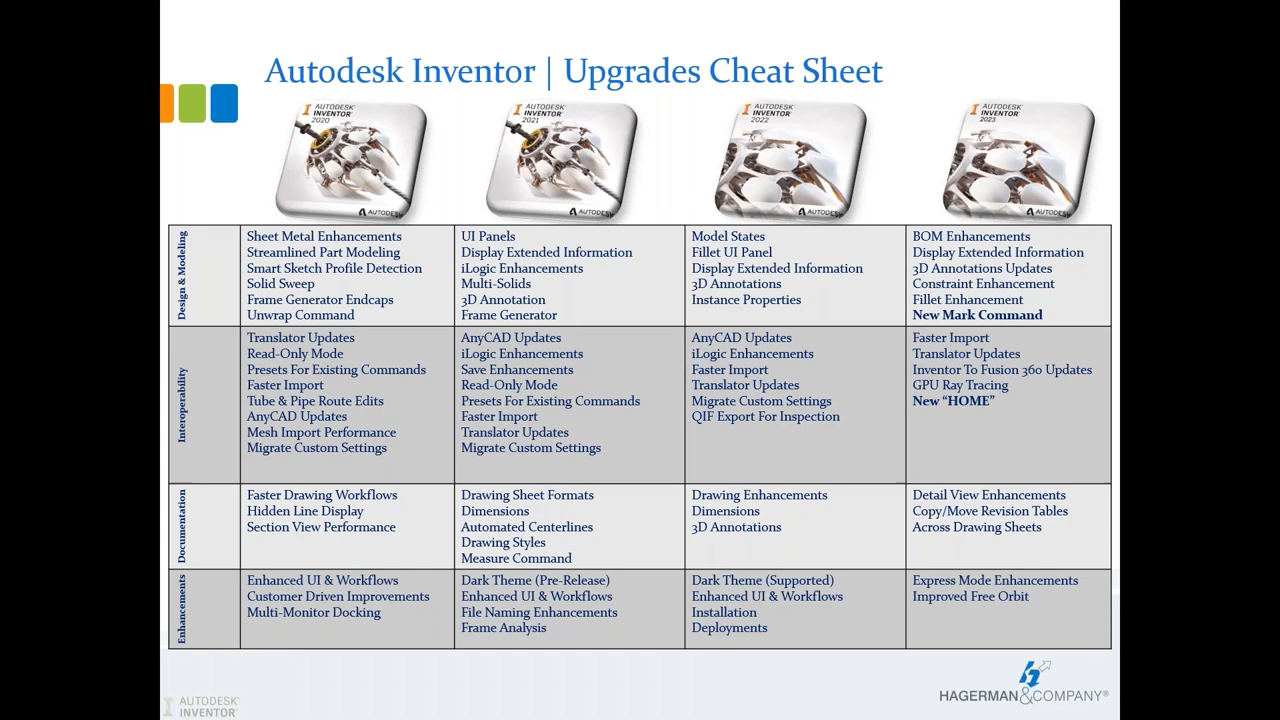 Autodesk Inventor | Upgrades Cheat Sheet
AUTODESK®
INVENTOR®
2020
AUTODESK
AUTODESK®
INVENTOR®
2021
AUTODESK
AUTODESK®
INVENTOR®
2022
AUTODESK
AUTODESK®
INVENTOR®
2023
AUTODESK
Design & Modeling
Sheet Metal Enhancements
Streamlined Part Modeling
Smart Sketch Profile Detection
Solid Sweep
Frame Generator Endcaps
Unwrap Command
UI Panels
Display Extended Information
iLogic Enhancements
Multi-Solids
3D Annotation
Frame Generator
Model States
Fillet UI Panel
Display Extended Information
3D Annotations
Instance Properties
BOM Enhancements
Display Extended Information
3D Annotations Updates
Constraint Enhancement
Fillet Enhancement
New Mark Command
Interoperability
Translator Updates
Read-Only Mode
Presets For Existing Commands
Faster Import
Tube & Pipe Route Edits
AnyCAD Updates
Mesh Import Performance
Migrate Custom Settings
AnyCAD Updates
iLogic Enhancements
Save Enhancements
Read-Only Mode
Presets For Existing Commands
Faster Import
Translator Updates
Migrate Custom Settings
AnyCAD Updates
iLogic Enhancements
Faster Import
Translator Updates
Migrate Custom Settings
QIF Export For Inspection
Faster Import
Translator Updates
Inventor To Fusion 360 Updates
GPU Ray Tracing
New “HOME”
Documentation
Faster Drawing Workflows
Hidden Line Display
Section View Performance
Drawing Sheet Formats
Dimensions
Automated Centerlines
Drawing Styles
Measure Command
Drawing Enhancements
Dimensions
3D Annotations
Detail View Enhancements
Copy/Move Revision Tables
Across Drawing Sheets
Enhancements
Enhanced UI & Workflows
Customer Driven Improvements
Multi-Monitor Docking
Dark Theme (Pre-Release)
Enhanced UI & Workflows
File Naming Enhancements
Frame Analysis
Dark Theme (Supported)
Enhanced UI & Workflows
Installation
Deployments
Express Mode Enhancements
Improved Free Orbit
AUTODESK®
INVENTOR®
HAGERMAN&COMPANY®